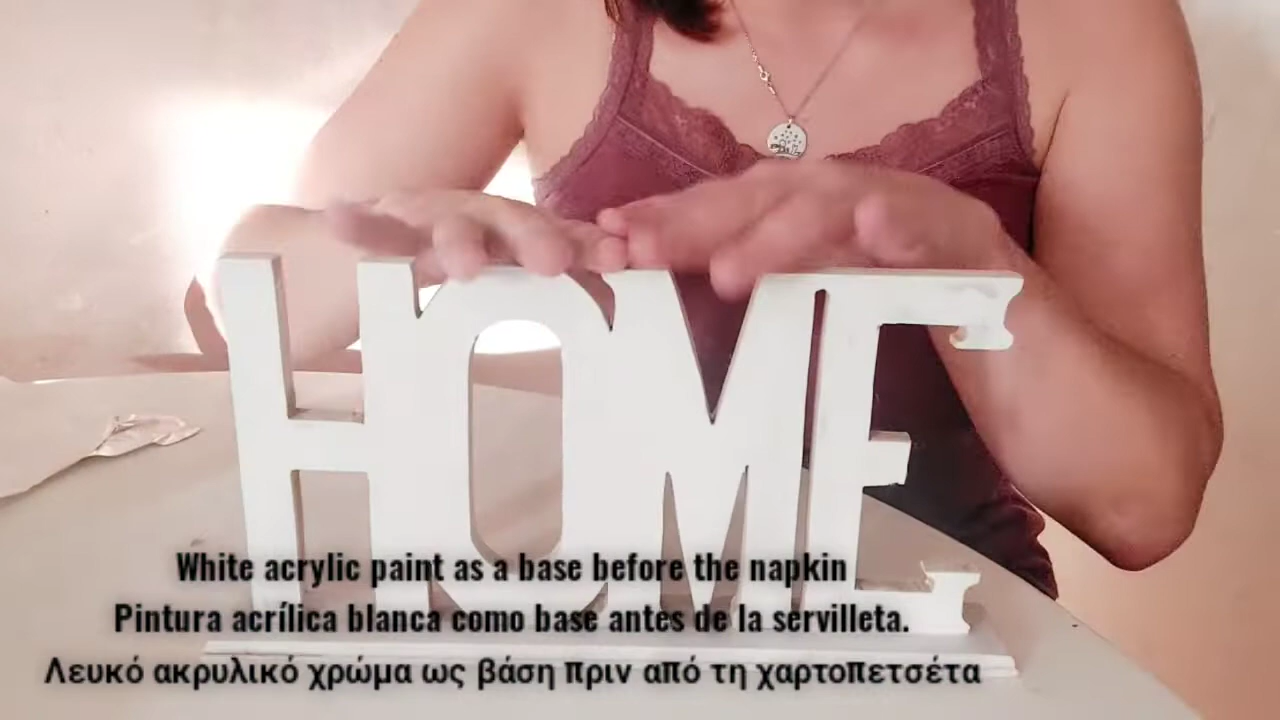 HOME
White acrylic paint as a base before the napkin
Pintura acrílica blanca como base antes de la servilleta.
Λευκό ακρυλικό χρώμα ως βάση πριν από τη χαρτοπετσέτα